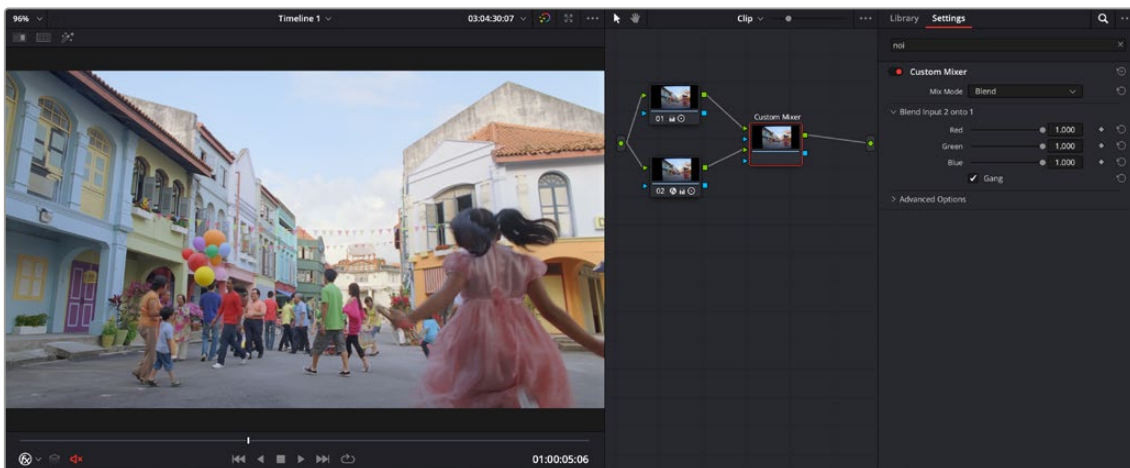 96%
Timeline 1
03:04:30:07
Clip
Library
Settings
noi
Custom Mixer
Mix Mode
Blend
Blend Input 2 onto 1
Red
1.000
Green
1.000
Blue
1.000
Gang
Advanced Options
01
Custom Mixer
02
fx
01:00:05:06